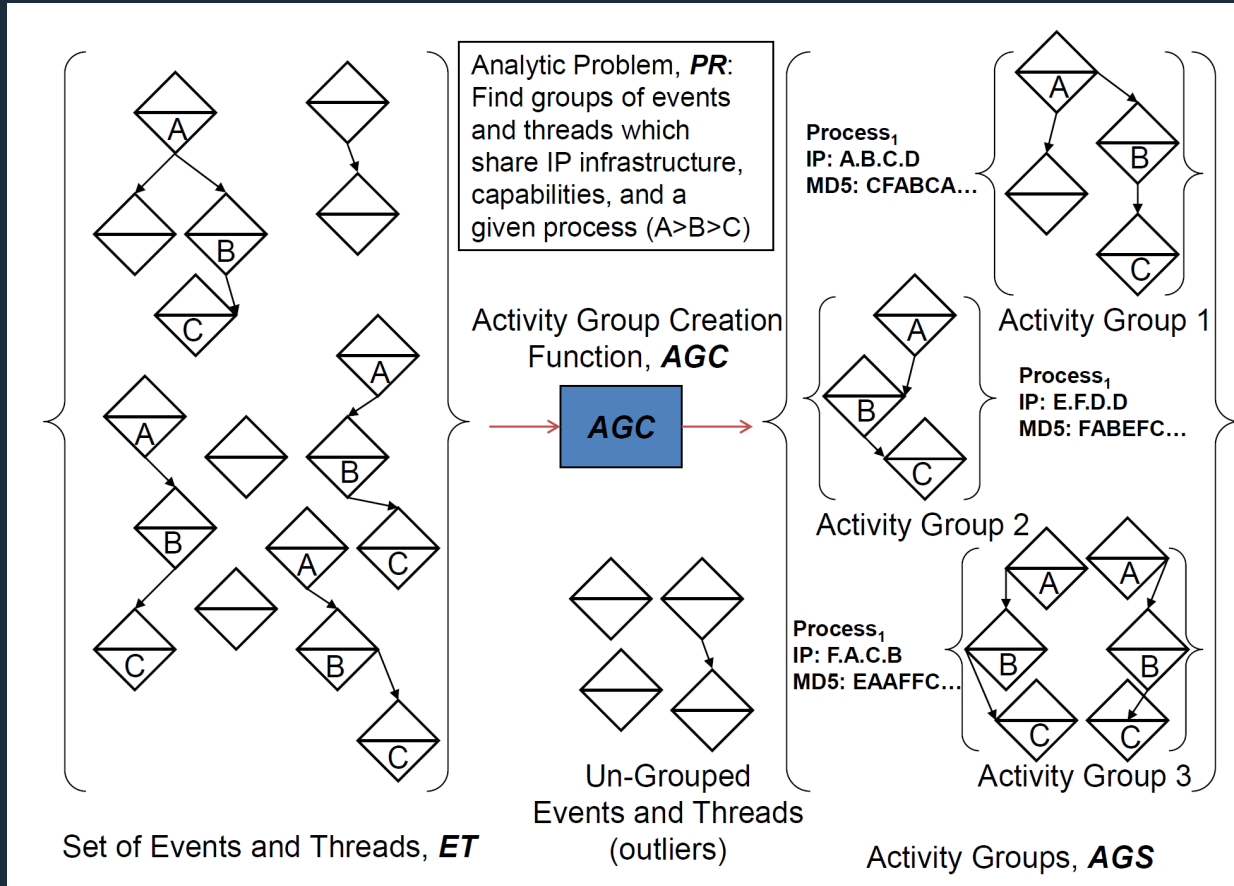 A
B
C
A
B
C
A
B
C
A
B
C
Set of Events and Threads, ET
Analytic Problem, PR:
Find groups of events
and threads which
share IP infrastructure,
capabilities, and a
given process (A>B>C)
Activity Group Creation
Function, AGC
AGC
Un-Grouped
Events and Threads
(outliers)
Process₁
IP: A.B.C.D
MD5: CFABCA...
A
B
C
Activity Group 1
A
B
C
Process₁
IP: E.F.D.D
MD5: FABEFC...
Activity Group 2
Process₁
IP: F.A.C.B
MD5: EAAFFC...
A
A
B
B
C
C
Activity Group 3
Activity Groups, AGS